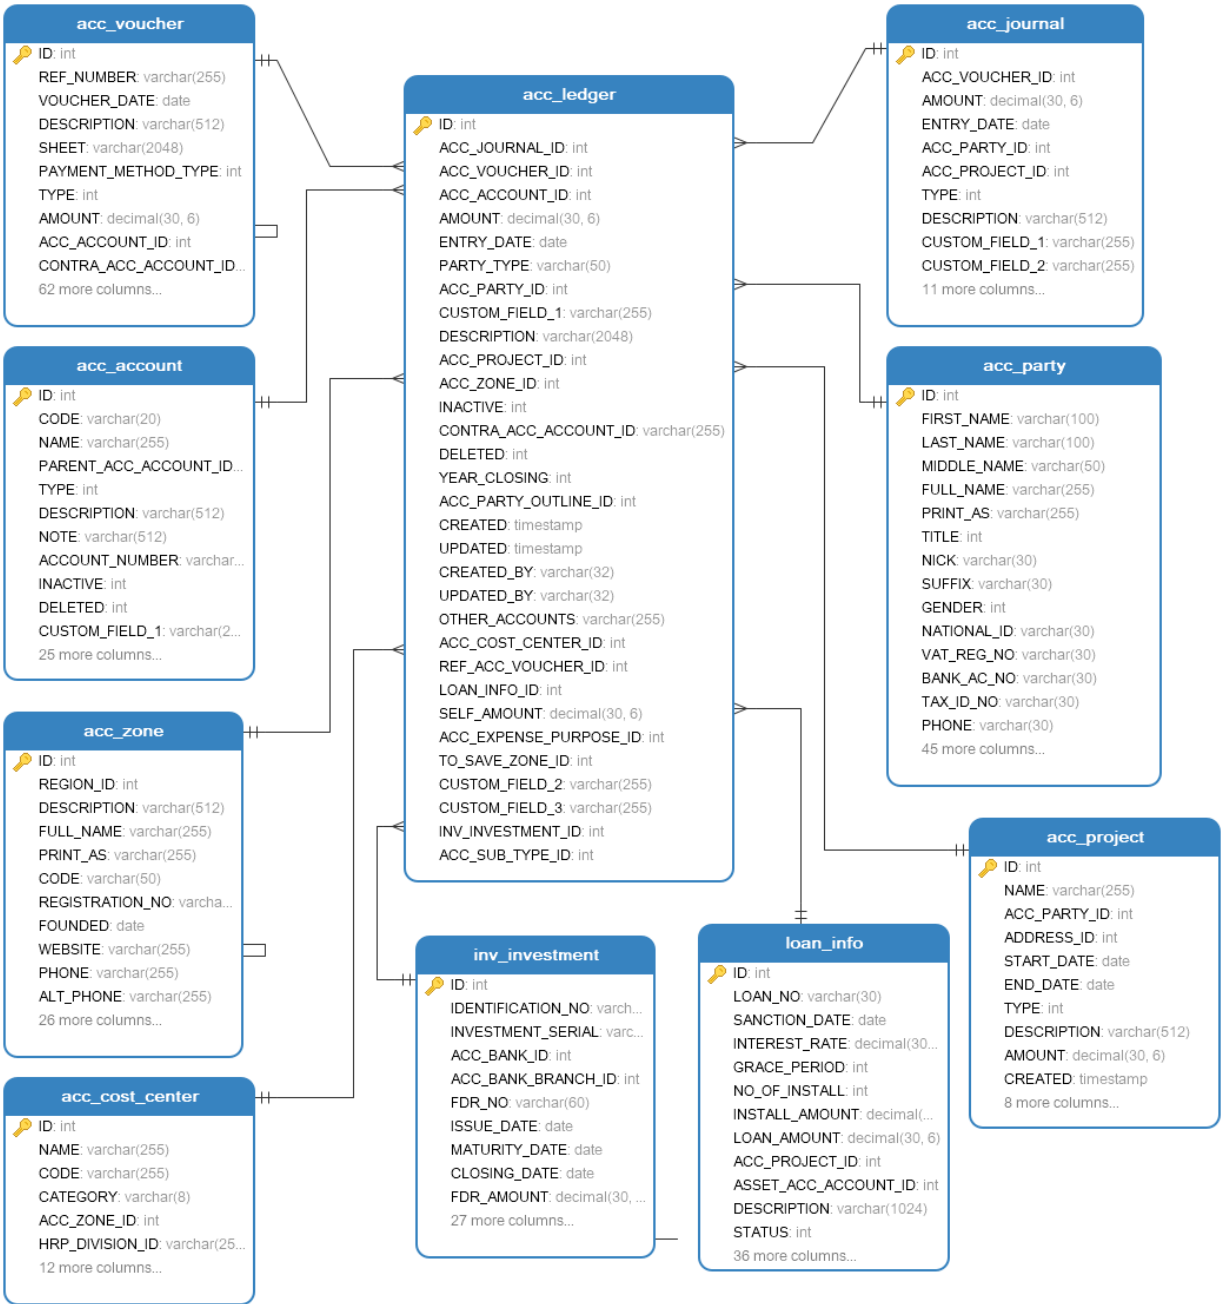 acc_voucher
ID: int
REF_NUMBER: varchar(255)
VOUCHER_DATE: date
DESCRIPTION: varchar(512)
SHEET: varchar(2048)
PAYMENT_METHOD_TYPE: int
TYPE: int
AMOUNT: decimal(30, 6)
ACC_ACCOUNT_ID: int
CONTRA_ACC_ACCOUNT_ID...
62 more columns...
acc_account
ID: int
CODE: varchar(20)
NAME: varchar(255)
PARENT_ACC_ACCOUNT_ID...
TYPE: int
DESCRIPTION: varchar(512)
NOTE: varchar(512)
ACCOUNT_NUMBER: varchar...
INACTIVE: int
DELETED: int
CUSTOM_FIELD_1: varchar(2...
25 more columns...
acc_zone
ID: int
REGION_ID: int
DESCRIPTION: varchar(512)
FULL_NAME: varchar(255)
PRINT_AS: varchar(255)
CODE: varchar(50)
REGISTRATION_NO: varcha...
FOUNDED: date
WEBSITE: varchar(255)
PHONE: varchar(255)
ALT_PHONE: varchar(255)
26 more columns...
acc_cost_center
ID: int
NAME: varchar(255)
CODE: varchar(255)
CATEGORY: varchar(8)
ACC_ZONE_ID: int
HRP_DIVISION_ID: varchar(25...
12 more columns...
acc_ledger
ID: int
ACC_JOURNAL_ID: int
ACC_VOUCHER_ID: int
ACC_ACCOUNT_ID: int
AMOUNT: decimal(30, 6)
ENTRY_DATE: date
PARTY_TYPE: varchar(50)
ACC_PARTY_ID: int
CUSTOM_FIELD_1: varchar(255)
DESCRIPTION: varchar(2048)
ACC_PROJECT_ID: int
ACC_ZONE_ID: int
INACTIVE: int
CONTRA_ACC_ACCOUNT_ID: varchar(255)
DELETED: int
YEAR_CLOSING: int
ACC_PARTY_OUTLINE_ID: int
CREATED: timestamp
UPDATED: timestamp
CREATED_BY: varchar(32)
UPDATED_BY: varchar(32)
OTHER_ACCOUNTS: varchar(255)
ACC_COST_CENTER_ID: int
REF_ACC_VOUCHER_ID: int
LOAN_INFO_ID: int
SELF_AMOUNT: decimal(30, 6)
ACC_EXPENSE_PURPOSE_ID: int
TO_SAVE_ZONE_ID: int
CUSTOM_FIELD_2: varchar(255)
CUSTOM_FIELD_3: varchar(255)
INV_INVESTMENT_ID: int
ACC_SUB_TYPE_ID: int
inv_investment
ID: int
IDENTIFICATION_NO: varch...
INVESTMENT_SERIAL: varc...
ACC_BANK_ID: int
ACC_BANK_BRANCH_ID: int
FDR_NO: varchar(60)
ISSUE_DATE: date
MATURITY_DATE: date
CLOSING_DATE: date
FDR_AMOUNT: decimal(30, ...
27 more columns...
loan_info
ID: int
LOAN_NO: varchar(30)
SANCTION_DATE: date
INTEREST_RATE: decimal(30...
GRACE_PERIOD: int
NO_OF_INSTALL: int
INSTALL_AMOUNT: decimal(...
LOAN_AMOUNT: decimal(30, 6)
ACC_PROJECT_ID: int
ASSET_ACC_ACCOUNT_ID: int
DESCRIPTION: varchar(1024)
STATUS: int
36 more columns...
acc_journal
ID: int
ACC_VOUCHER_ID: int
AMOUNT: decimal(30, 6)
ENTRY_DATE: date
ACC_PARTY_ID: int
ACC_PROJECT_ID: int
TYPE: int
DESCRIPTION: varchar(512)
CUSTOM_FIELD_1: varchar(255)
CUSTOM_FIELD_2: varchar(255)
11 more columns...
acc_party
ID: int
FIRST_NAME: varchar(100)
LAST_NAME: varchar(100)
MIDDLE_NAME: varchar(50)
FULL_NAME: varchar(255)
PRINT_AS: varchar(255)
TITLE: int
NICK: varchar(30)
SUFFIX: varchar(30)
GENDER: int
NATIONAL_ID: varchar(30)
VAT_REG_NO: varchar(30)
BANK_AC_NO: varchar(30)
TAX_ID_NO: varchar(30)
PHONE: varchar(30)
45 more columns...
acc_project
ID: int
NAME: varchar(255)
ACC_PARTY_ID: int
ADDRESS_ID: int
START_DATE: date
END_DATE: date
TYPE: int
DESCRIPTION: varchar(512)
AMOUNT: decimal(30, 6)
CREATED: timestamp
8 more columns...